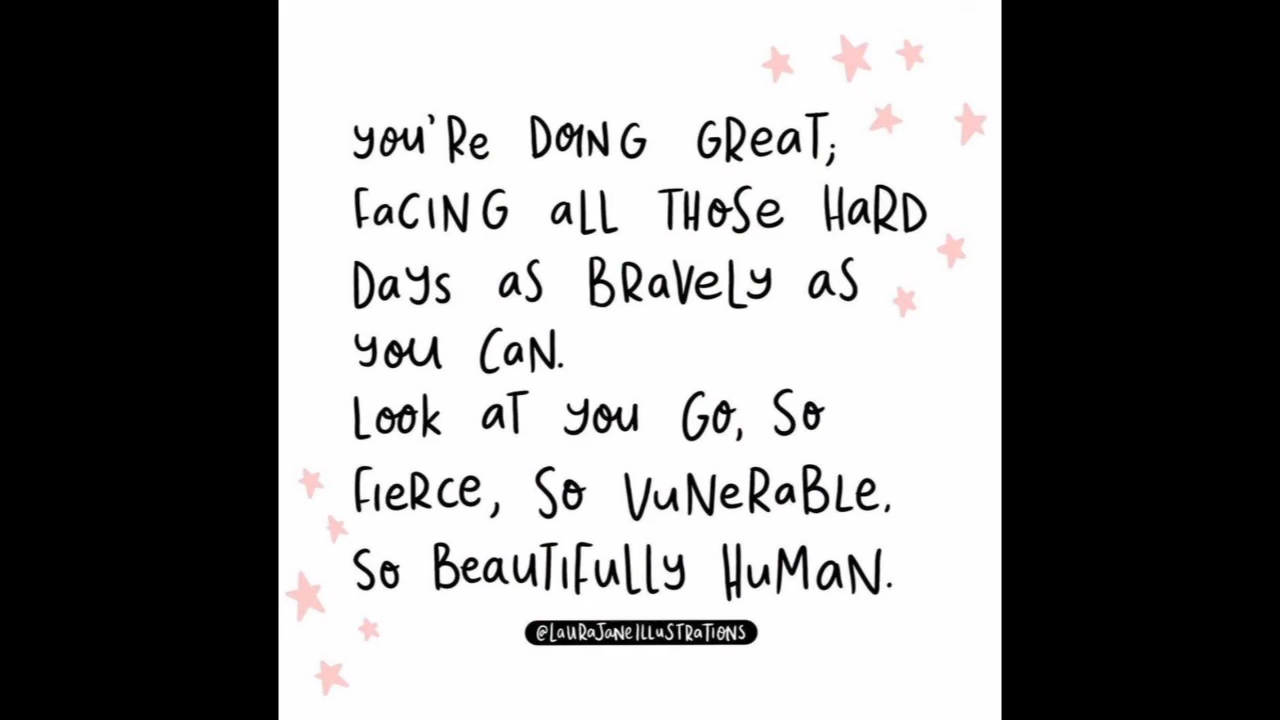 you'Re DOING GReaT;
FaCING aLL THoSe HaRD
Days as BRaVeLy as
you CaN.
Look aT you Go, So
FIeRCe, So VuNeRaBLe.
So BeauTIFuLLy HuMaN.
@LauRaJaneILLuSTRaTIoNS